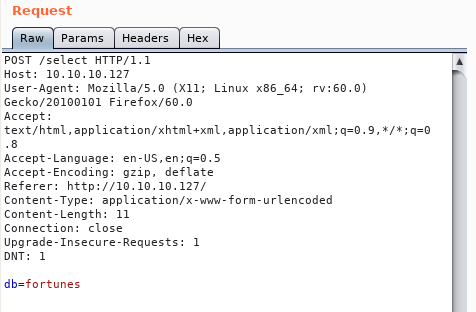 Request
Raw Params Headers Hex
POST /select HTTP/1.1
Host: 10.10.10.127
User-Agent: Mozilla/5.0 (X11; Linux x86_64; rv:60.0)
Gecko/20100101 Firefox/60.0
Accept:
text/html,application/xhtml+xml,application/xml;q=0.9,*/*;q=0
.8
Accept-Language: en-US,en;q=0.5
Accept-Encoding: gzip, deflate
Referer: http://10.10.10.127/
Content-Type: application/x-www-form-urlencoded
Content-Length: 11
Connection: close
Upgrade-Insecure-Requests: 1
DNT: 1
db=fortunes